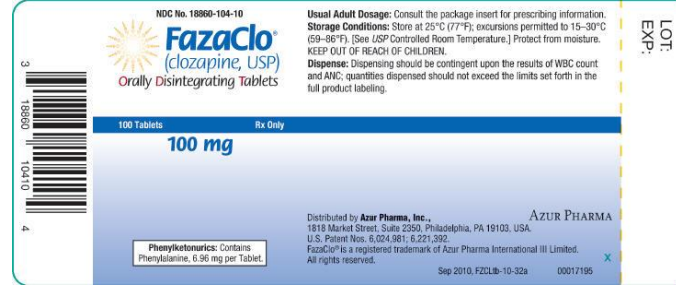 NDC No. 18860-104-10
FazaClo®
(clozapine, USP)
Orally Disintegrating Tablets
100 Tablets Rx Only
100 mg
Phenylketonurics: Contains
Phenylalanine, 6.96 mg per Tablet.
3 18860 10410 4
Usual Adult Dosage: Consult the package insert for prescribing information.
Storage Conditions: Store at 25°C (77°F); excursions permitted to 15–30°C
(59–86°F). [See USP Controlled Room Temperature.] Protect from moisture.
KEEP OUT OF REACH OF CHILDREN.
Dispense: Dispensing should be contingent upon the results of WBC count
and ANC; quantities dispensed should not exceed the limits set forth in the
full product labeling.
Distributed by Azur Pharma, Inc.,
1818 Market Street, Suite 2350, Philadelphia, PA 19103, USA.
U.S. Patent Nos. 6,024,981; 6,221,392.
FazaClo® is a registered trademark of Azur Pharma International III Limited.
All rights reserved.
Sep 2010, FZCLtb-10-32a 00017195
AZUR PHARMA
X
LOT:
EXP: